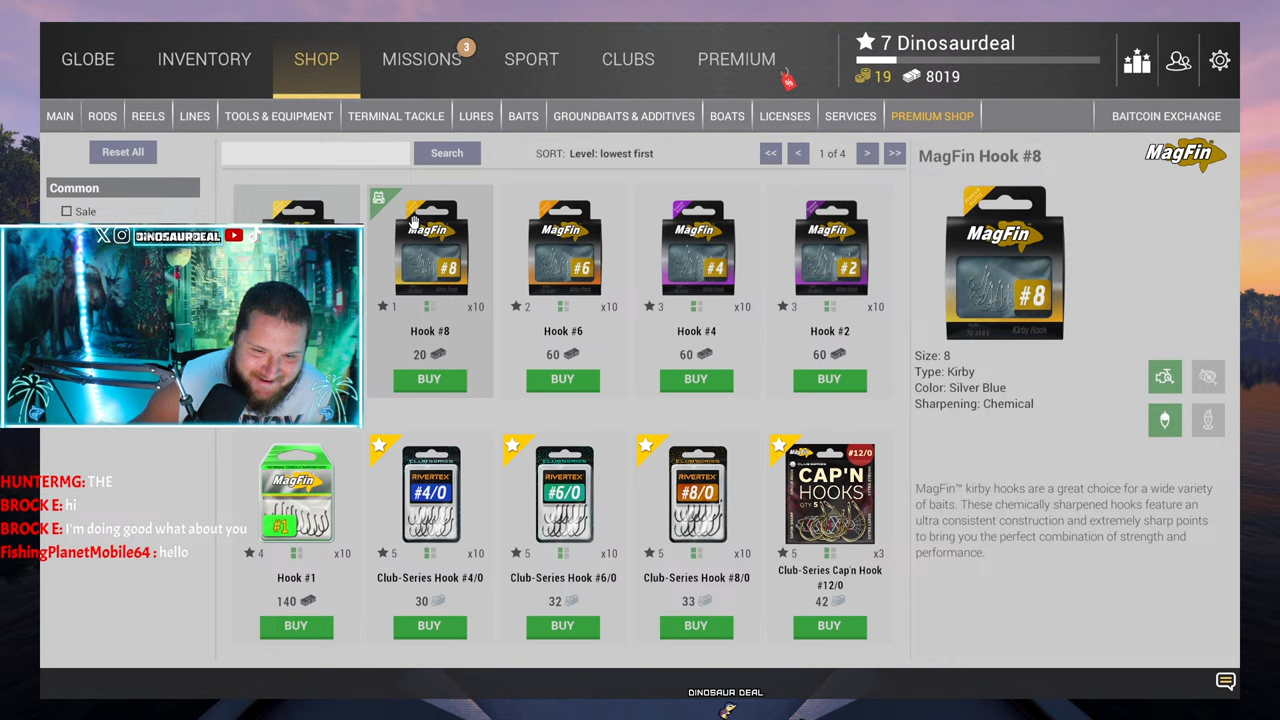 GLOBE INVENTORY SHOP MISSIONS 3 SPORT CLUBS PREMIUM %
7 Dinosaurdeal
19 8019
MAIN RODS REELS LINES TOOLS & EQUIPMENT TERMINAL TACKLE LURES BAITS GROUNDBAITS & ADDITIVES BOATS LICENSES SERVICES PREMIUM SHOP BAITCOIN EXCHANGE
Reset All
Search
SORT: Level: lowest first
<< < 1 of 4 > >>
MagFin Hook #8
MagFin
Common
Sale
DINOSAURDEAL
MagFin #8
MagFin #6
MagFin #4
MagFin #2
1 x10
2 x10
3 x10
3 x10
Hook #8
Hook #6
Hook #4
Hook #2
20
60
60
60
BUY
BUY
BUY
BUY
MagFin
#8
Kirby Hook
Size: 8
Type: Kirby
Color: Silver Blue
Sharpening: Chemical
MagFin™ kirby hooks are a great choice for a wide variety
of baits. These chemically sharpened hooks feature an
ultra consistent construction and extremely sharp points
to bring you the perfect combination of strength and
performance.
MagFin #1
RIVERTEX #4/0
RIVERTEX #6/0
RIVERTEX #8/0
MagFin CLUBSERIES #12/0
CAP'N
HOOKS
QTY 5
4 x10
5 x10
5 x10
5 x10
5 x3
Hook #1
Club-Series Hook #4/0
Club-Series Hook #6/0
Club-Series Hook #8/0
Club-Series Cap'n Hook
#12/0
140
30
32
33
42
BUY
BUY
BUY
BUY
BUY
HUNTERMG: THE
BROCK E: hi
BROCK E: I'm doing good what about you
FishingPlanetMobile64 : hello
DINOSAUR DEAL